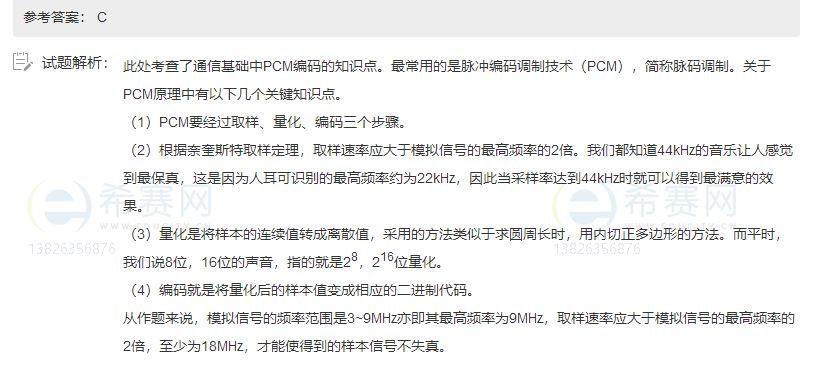 参考答案： C
试题解析：
此处考查了通信基础中PCM编码的知识点。最常用的是脉冲编码调制技术（PCM），简称脉码调制。关于
PCM原理中有以下几个关键知识点。
（1）PCM要经过取样、量化、编码三个步骤。
（2）根据奈奎斯特取样定理，取样速率应大于模拟信号的最高频率的2倍。我们都知道44kHz的音乐让人感觉
到最保真，这是因为人耳可识别的最高频率约为22kHz，因此当采样率达到44kHz时就可以得到最满意的效
果。
希赛网
希赛网
13826356876
13826356876
（3）量化是将样本的连续值转成离散值，采用的方法类似于求圆周长时，用内切正多边形的方法。而平时，
我们说8位，16位的声音，指的就是2^8，2^16位量化。
（4）编码就是将量化后的样本值变成相应的二进制代码。
从作题来说，模拟信号的频率范围是3~9MHz亦即其最高频率为9MHz，取样速率应大于模拟信号的最高频率的
2倍，至少为18MHz，才能使得到的样本信号不失真。